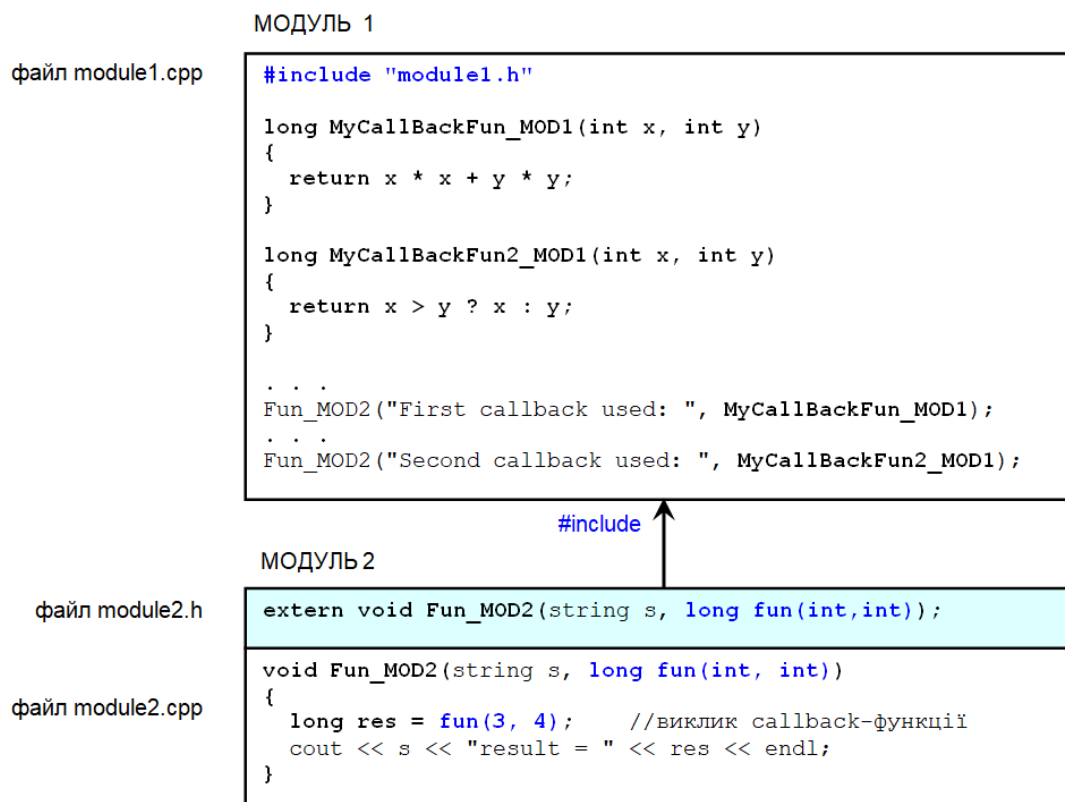 МОДУЛЬ 1
файл module1.cpp
#include "module1.h"
long MyCallBackFun_MOD1(int x, int y)
{
return x * x + y * y;
}
long MyCallBackFun2_MOD1(int x, int y)
{
return x > y ? x : y;
}
. . .
Fun_MOD2("First callback used: ", MyCallBackFun_MOD1);
. . .
Fun_MOD2("Second callback used: ", MyCallBackFun2_MOD1);
#include
МОДУЛЬ 2
файл module2.h
extern void Fun_MOD2(string s, long fun(int,int));
файл module2.cpp
void Fun_MOD2(string s, long fun(int, int))
{
long res = fun(3, 4); //виклик callback-функції
cout << s << "result = " << res << endl;
}